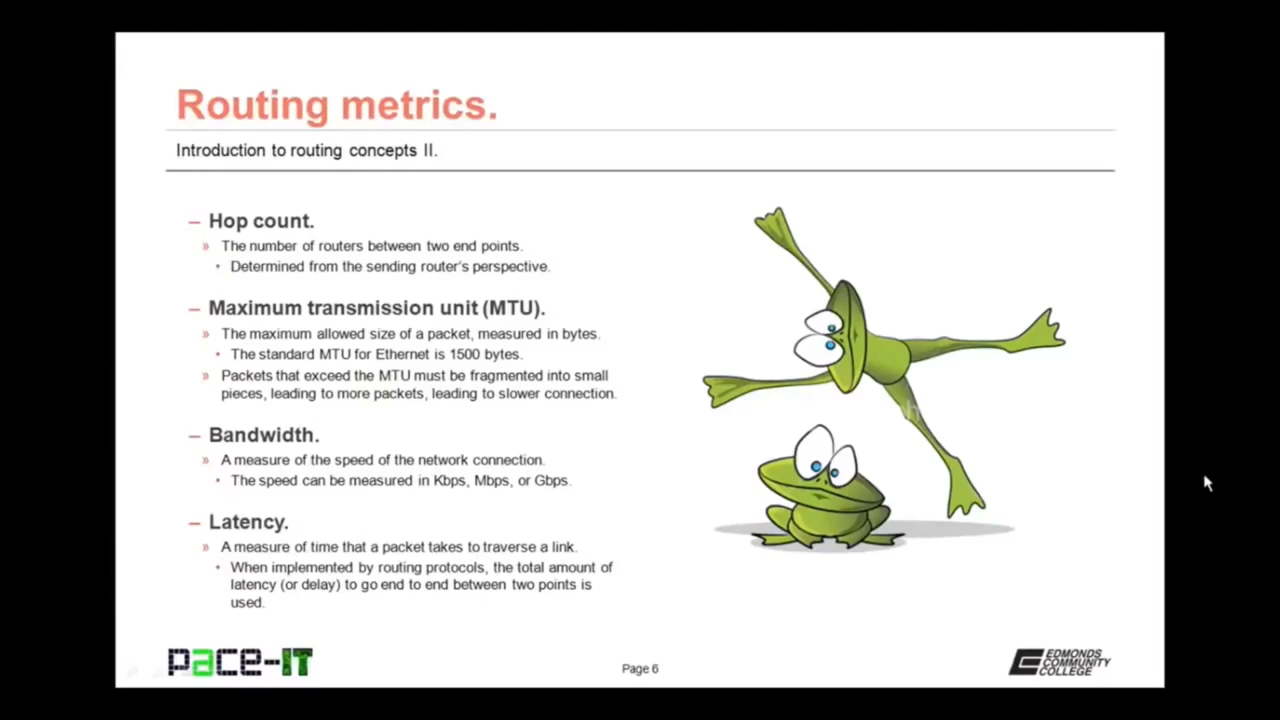 Routing metrics.
Introduction to routing concepts II.
– Hop count.
» The number of routers between two end points.
• Determined from the sending router's perspective.
– Maximum transmission unit (MTU).
» The maximum allowed size of a packet, measured in bytes.
• The standard MTU for Ethernet is 1500 bytes.
» Packets that exceed the MTU must be fragmented into small
pieces, leading to more packets, leading to slower connection.
– Bandwidth.
» A measure of the speed of the network connection.
• The speed can be measured in Kbps, Mbps, or Gbps.
– Latency.
» A measure of time that a packet takes to traverse a link.
• When implemented by routing protocols, the total amount of
latency (or delay) to go end to end between two points is
used.
pace-IT
Page 6
EDMONDS
COMMUNITY
COLLEGE